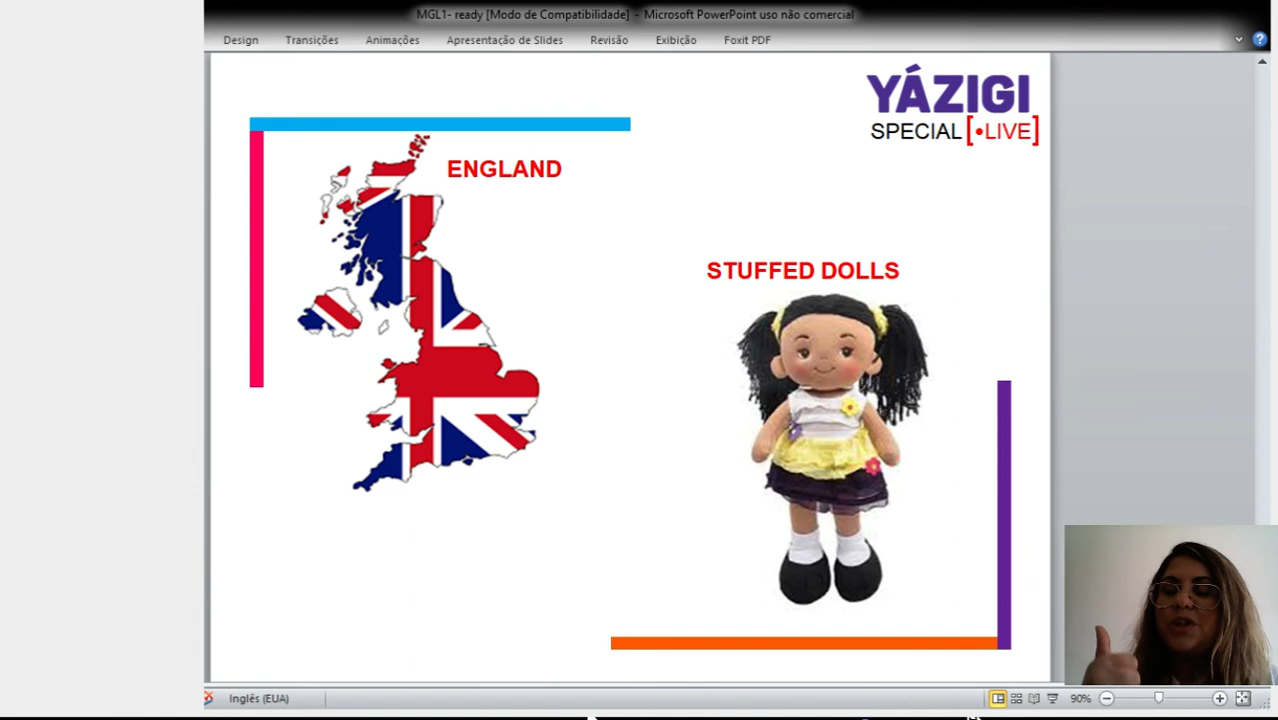 MGL1- ready [Modo de Compatibilidade] - Microsoft PowerPoint uso não comercial
Design Transições Animações Apresentação de Slides Revisão Exibição Foxit PDF
YÁZIGI
SPECIAL [•LIVE]
ENGLAND
STUFFED DOLLS
Inglês (EUA) 90%